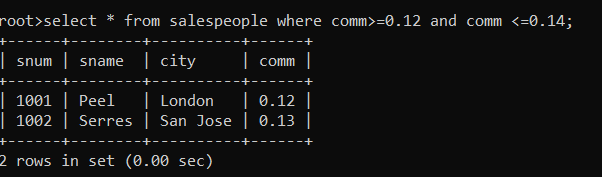 root>select * from salespeople where comm>=0.12 and comm <=0.14;
+------+--------+----------+------+
| snum | sname  | city     | comm |
+------+--------+----------+------+
| 1001 | Peel   | London   | 0.12 |
| 1002 | Serres | San Jose | 0.13 |
+------+--------+----------+------+
2 rows in set (0.00 sec)